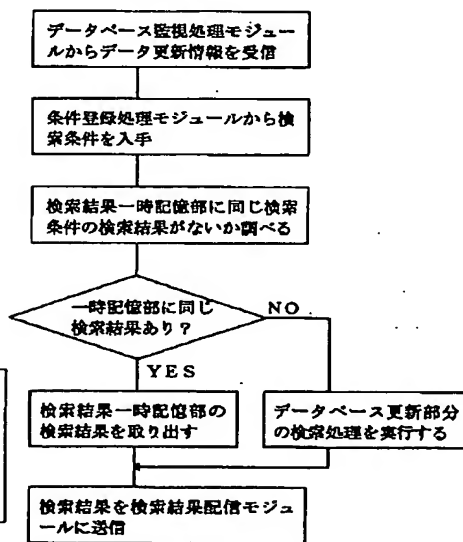 データベース監視処理モジュー
ルからデータ更新情報を受信
条件登録処理モジュールから検
索条件を入手
検索結果一時記憶部に同じ検索
条件の検索結果がないか調べる
一時記憶部に同じ
検索結果あり?
NO
YES
検索結果一時記憶部の
検索結果を取り出す
データベース更新部分
の検索処理を実行する
検索結果を検索結果配信モジュ
ールに送信